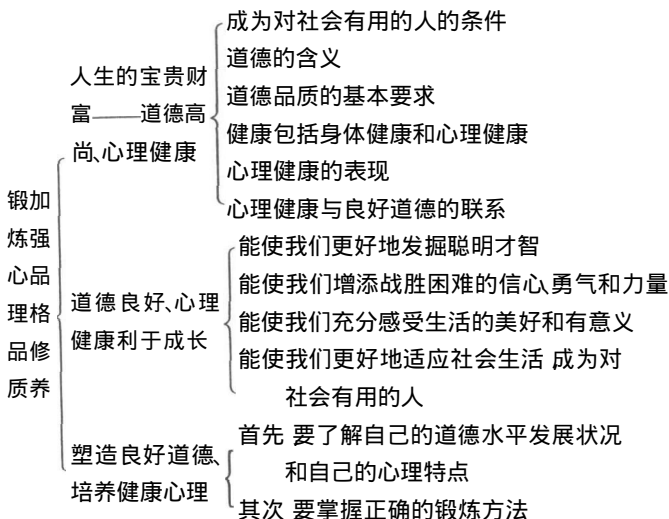 成为对社会有用的人的条件
道德的含义
人生的宝贵财
道德品质的基本要求
富——道德高
健康包括身体健康和心理健康
尚、心理健康
心理健康的表现
心理健康与良好道德的联系
锻加
炼强
心品
理格
品修
质养
能使我们更好地发掘聪明才智
能使我们增添战胜困难的信心、勇气和力量
道德良好、心理
能使我们充分感受生活的美好和有意义
健康利于成长
能使我们更好地适应社会生活,成为对
社会有用的人
首先 要了解自己的道德水平发展状况
塑造良好道德、
和自己的心理特点
培养健康心理
其次 要掌握正确的锻炼方法